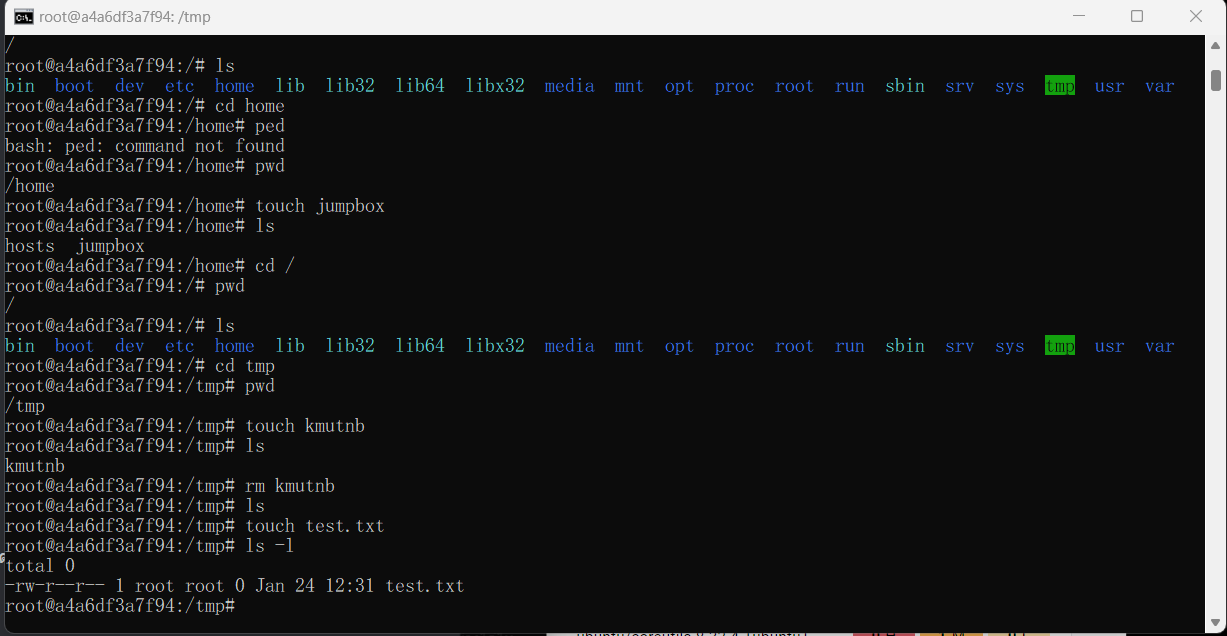 root@a4a6df3a7f94: /tmp
/
root@a4a6df3a7f94:/# ls
bin boot dev etc home lib lib32 lib64 libx32 media mnt opt proc root run sbin srv sys tmp usr var
root@a4a6df3a7f94:/# cd home
root@a4a6df3a7f94:/home# ped
bash: ped: command not found
root@a4a6df3a7f94:/home# pwd
/home
root@a4a6df3a7f94:/home# touch jumpbox
root@a4a6df3a7f94:/home# ls
hosts jumpbox
root@a4a6df3a7f94:/home# cd /
root@a4a6df3a7f94:/# pwd
/
root@a4a6df3a7f94:/# ls
bin boot dev etc home lib lib32 lib64 libx32 media mnt opt proc root run sbin srv sys tmp usr var
root@a4a6df3a7f94:/# cd tmp
root@a4a6df3a7f94:/tmp# pwd
/tmp
root@a4a6df3a7f94:/tmp# touch kmutnb
root@a4a6df3a7f94:/tmp# ls
kmutnb
root@a4a6df3a7f94:/tmp# rm kmutnb
root@a4a6df3a7f94:/tmp# ls
root@a4a6df3a7f94:/tmp# touch test.txt
root@a4a6df3a7f94:/tmp# ls -l
total 0
-rw-r--r-- 1 root root 0 Jan 24 12:31 test.txt
root@a4a6df3a7f94:/tmp#